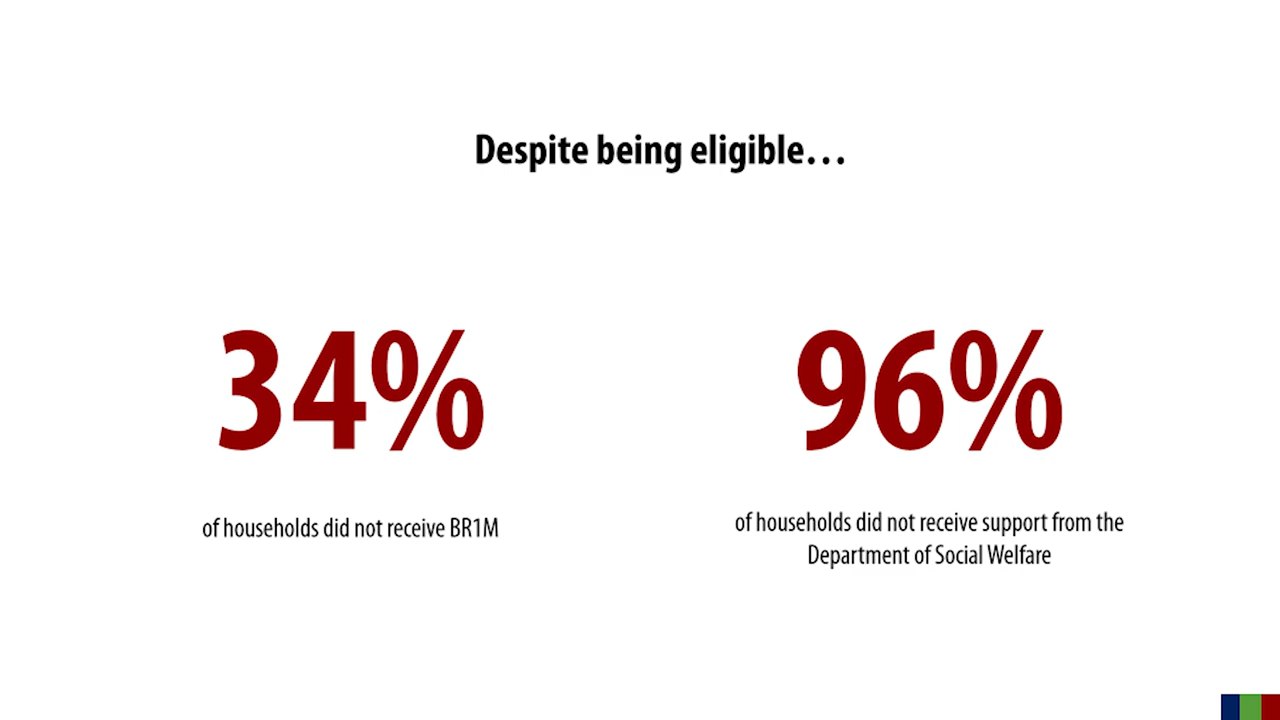 Despite being eligible…
34%
of households did not receive BR1M
96%
of households did not receive support from the
Department of Social Welfare